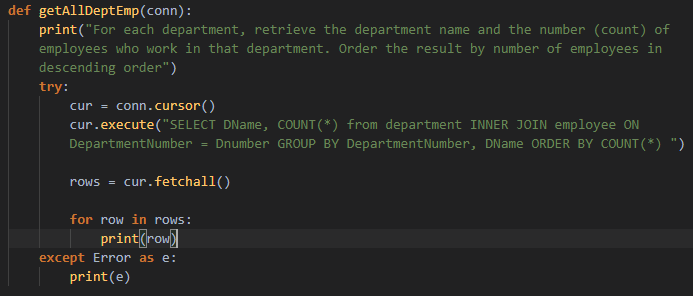 def getAllDeptEmp(conn):
    print("For each department, retrieve the department name and the number (count) of
    employees who work in that department. Order the result by number of employees in
    descending order")
    try:
        cur = conn.cursor()
        cur.execute("SELECT DName, COUNT(*) from department INNER JOIN employee ON
        DepartmentNumber = Dnumber GROUP BY DepartmentNumber, DName ORDER BY COUNT(*) ")
        rows = cur.fetchall()
        for row in rows:
            print(row)
    except Error as e:
        print(e)